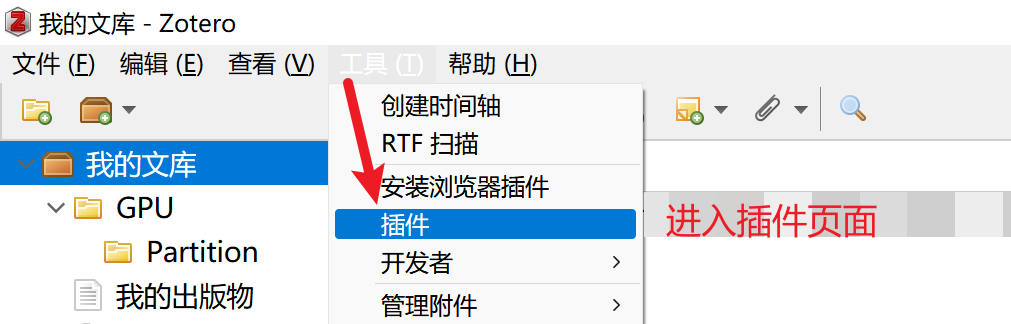 我的文库 - Zotero
文件 (F) 编辑 (E) 查看 (V) 工具 (T) 帮助 (H)
创建时间轴
RTF 扫描
我的文库
安装浏览器插件
GPU
插件
进入插件页面
Partition
开发者
我的出版物
管理附件